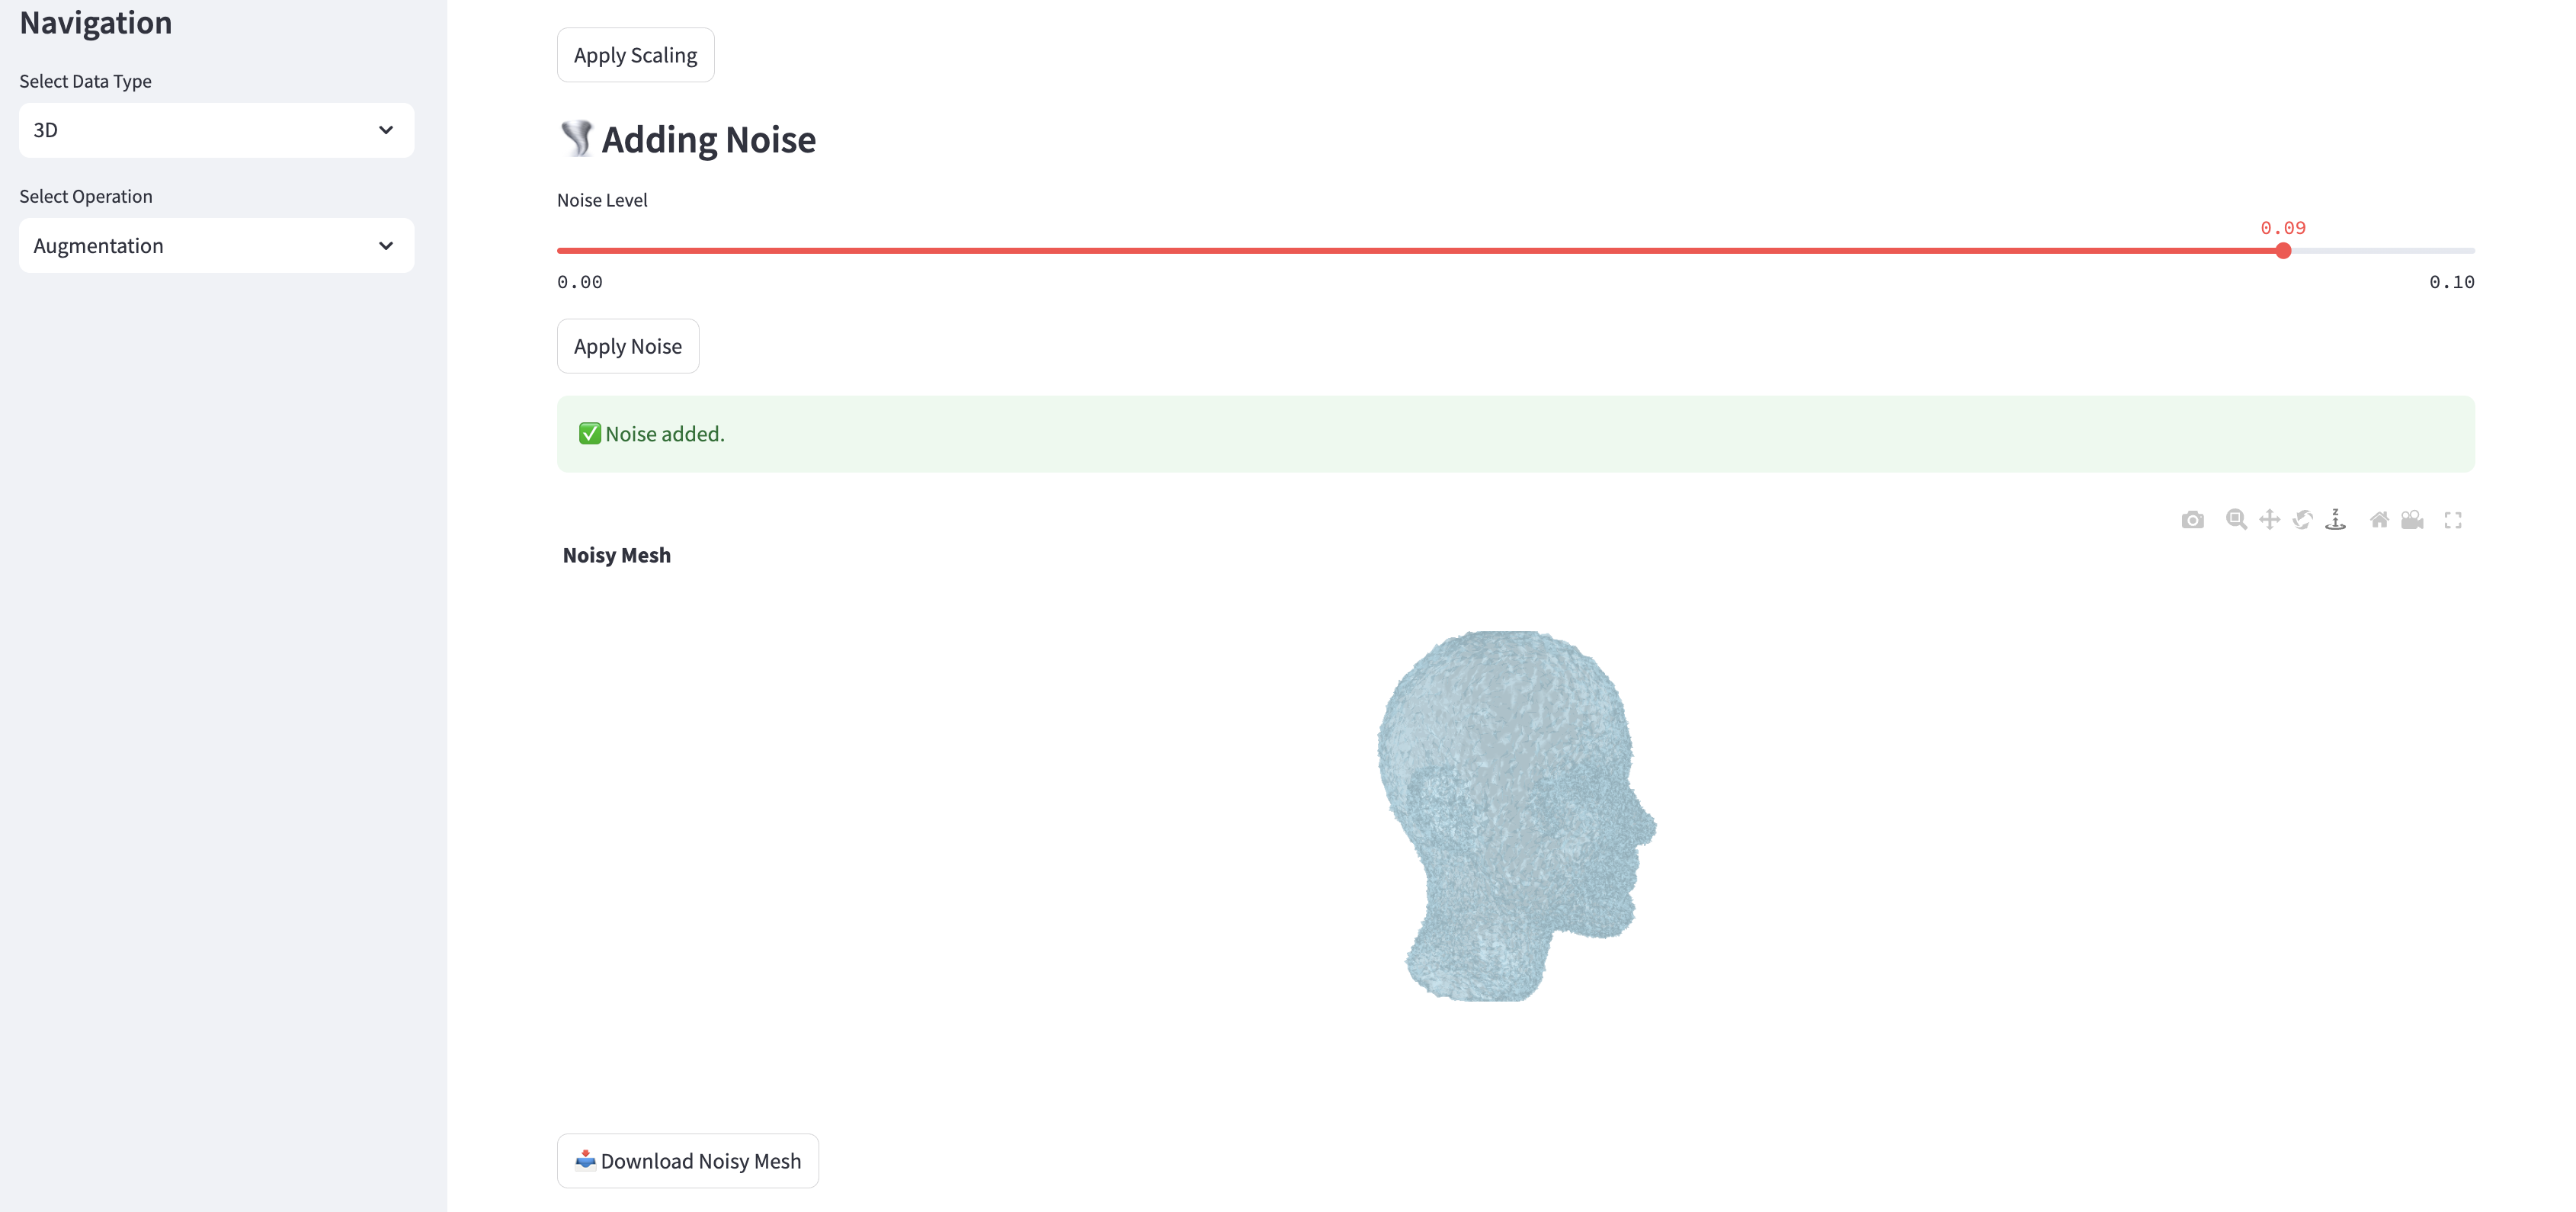 Navigation
Select Data Type
3D
Select Operation
Augmentation
Apply Scaling
Adding Noise
Noise Level
0.09
0.00
0.10
Apply Noise
Noise added.
Z
Noisy Mesh
Download Noisy Mesh